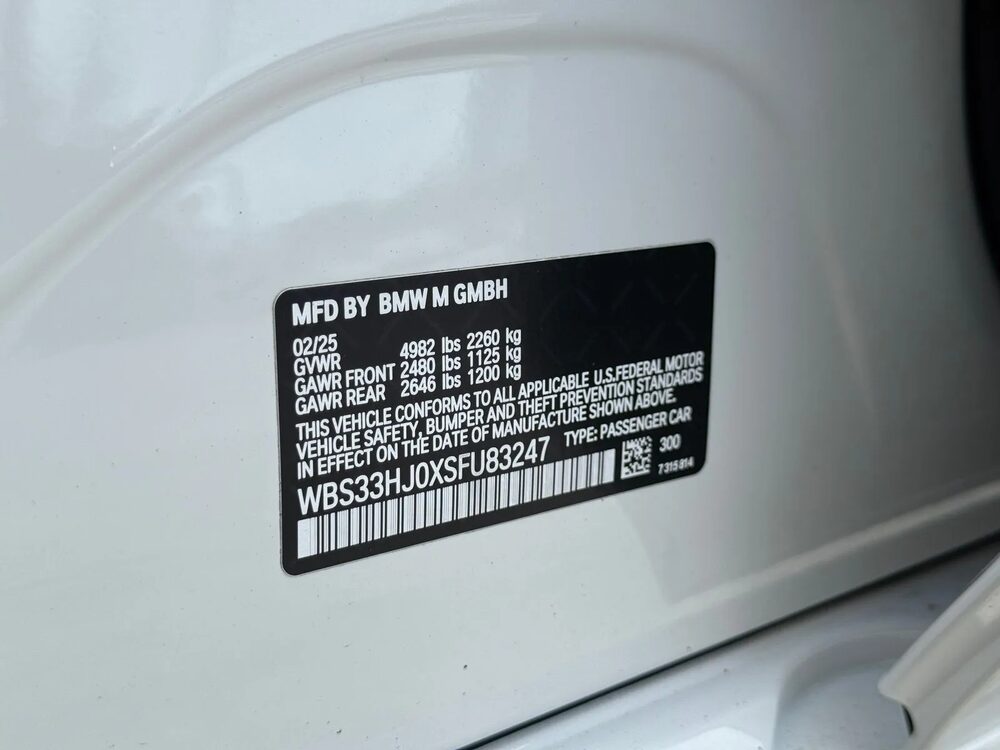 MFD BY BMW M GMBH
02/25
GVWR 4982 lbs 2260 kg
GAWR FRONT 2480 lbs 1125 kg
GAWR REAR 2646 lbs 1200 kg
THIS VEHICLE CONFORMS TO ALL APPLICABLE U.S.FEDERAL MOTOR
VEHICLE SAFETY, BUMPER AND THEFT PREVENTION STANDARDS
IN EFFECT ON THE DATE OF MANUFACTURE SHOWN ABOVE.
WBS33HJ0XSFU83247 TYPE: PASSENGER CAR
300
7 315 814